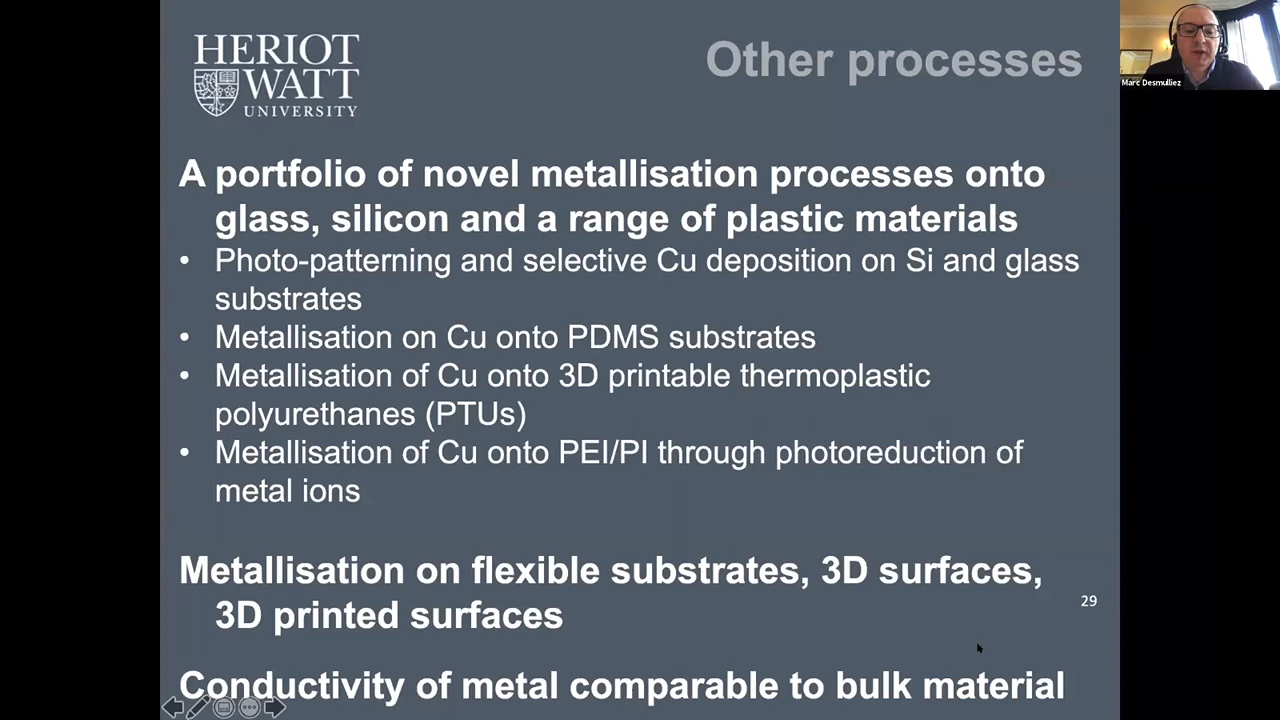 HERIOT
WATT
UNIVERSITY
Other processes
Marc Desmulliez
A portfolio of novel metallisation processes onto
glass, silicon and a range of plastic materials
• Photo-patterning and selective Cu deposition on Si and glass
substrates
• Metallisation on Cu onto PDMS substrates
• Metallisation of Cu onto 3D printable thermoplastic
polyurethanes (PTUs)
• Metallisation of Cu onto PEI/PI through photoreduction of
metal ions
Metallisation on flexible substrates, 3D surfaces,
3D printed surfaces
29
Conductivity of metal comparable to bulk material